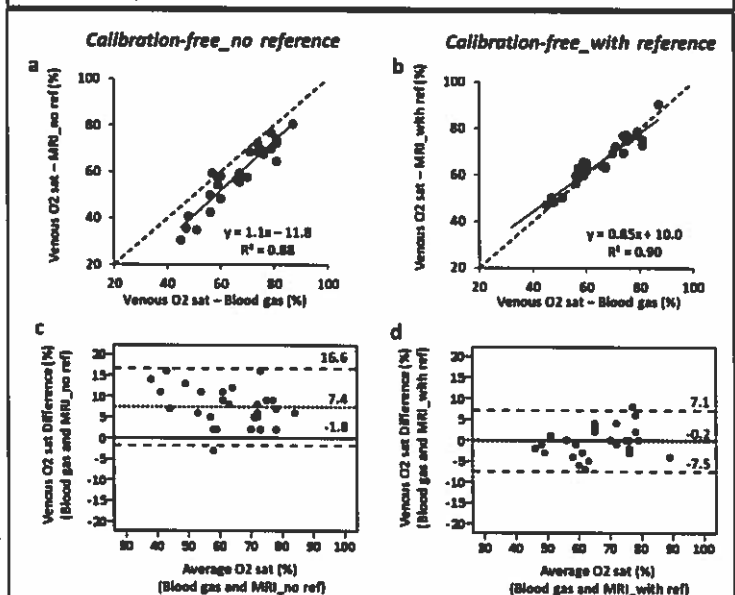 Calibration-free_no reference
Calibration-free_with reference
a
b
Venous O2 sat – MRI_no ref (%)
100
80
60
40
20
y = 1.1x – 11.8
R² = 0.88
20 40 60 80 100
Venous O2 sat – Blood gas (%)
Venous O2 sat – MRI_with ref (%)
100
80
60
40
20
y = 0.85x + 10.0
R² = 0.90
20 40 60 80 100
Venous O2 sat – Blood gas (%)
c
d
Venous O2 sat Difference (%)
(Blood gas and MRI_no ref)
20
15
10
5
0
-5
-10
-15
-20
16.6
7.4
-1.8
30 40 50 60 70 80 90 100
Average O2 sat (%)
(Blood gas and MRI_no ref)
Venous O2 sat Difference (%)
(Blood gas and MRI_with ref)
20
15
10
5
0
-5
-10
-15
-20
7.1
-0.2
-7.5
30 40 50 60 70 80 90 100
Average O2 sat (%)
(Blood gas and MRI_with ref)